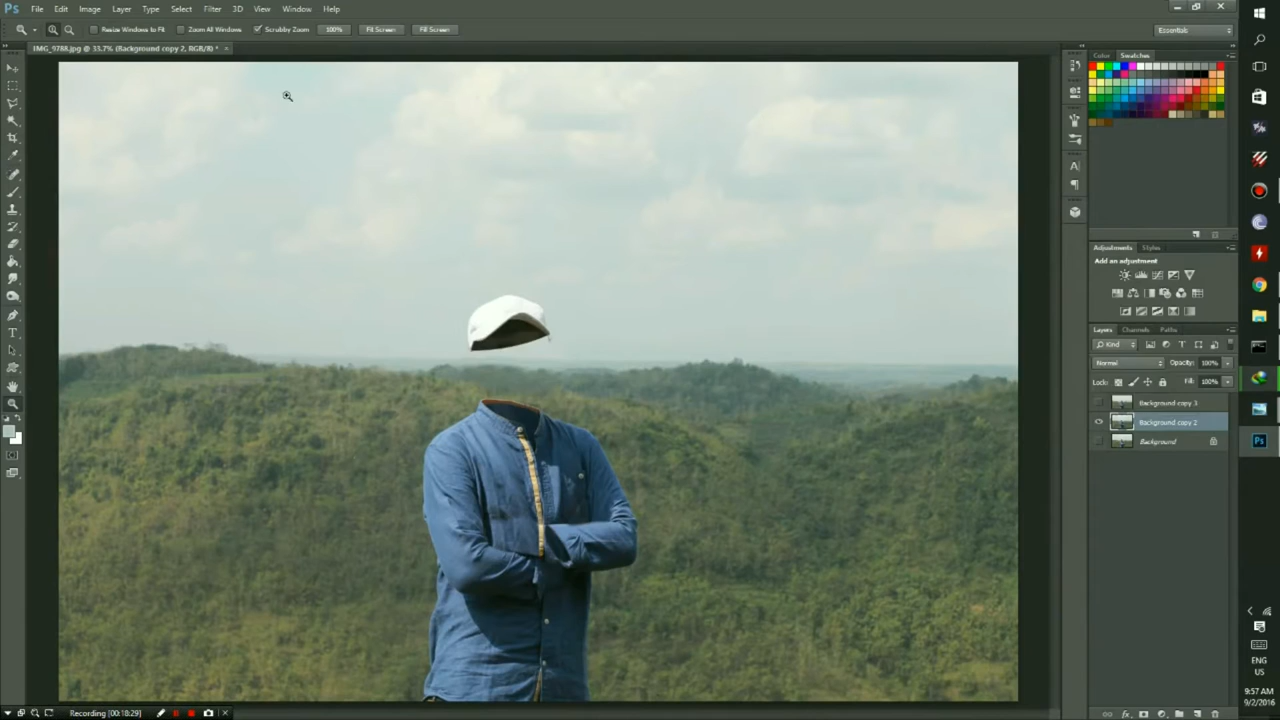 Ps File Edit Image Layer Type Select Filter 3D View Window Help
Resize Windows to Fit Zoom All Windows Scrubby Zoom 100% Fit Screen Fill Screen Essentials
IMG_9788.jpg @ 33.7% (Background copy 2, RGB/8) * ×
Color Swatches
Adjustments Styles
Add an adjustment
Layers Channels Paths
Kind
Normal Opacity: 100%
Lock: Fill: 100%
Background copy 3
Background copy 2
Background
Ps
ENG
US
9:57 AM
9/2/2016
Recording [00:18:29]